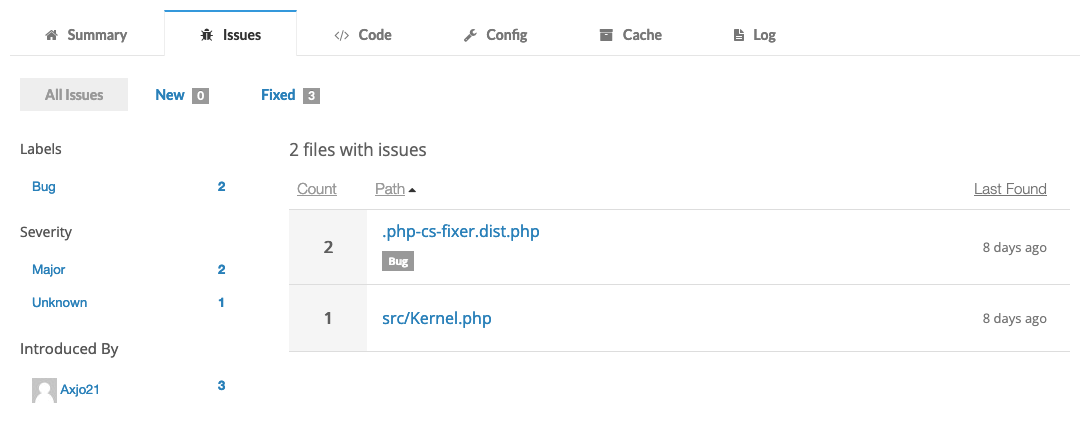 Summary Issues Code Config Cache Log
All Issues New 0 Fixed 3
Labels
Bug 2
Severity
Major 2
Unknown 1
Introduced By
Axjo21 3
2 files with issues
Count Path Last Found
2 .php-cs-fixer.dist.php 8 days ago
Bug
1 src/Kernel.php 8 days ago